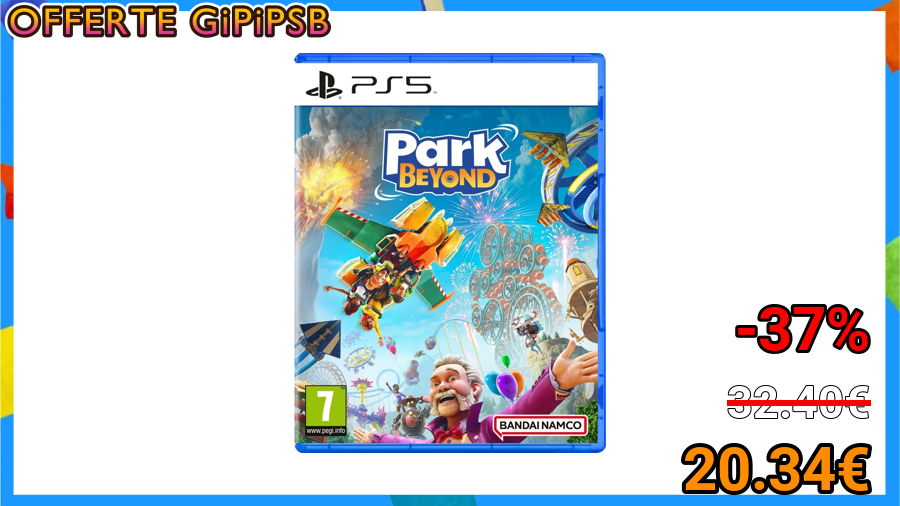 OFFERTE GiPiPSB
PS5
Park
BEYOND
7
www.pegi.info
BANDAI NAMCO
-37%
32.40€
20.34€